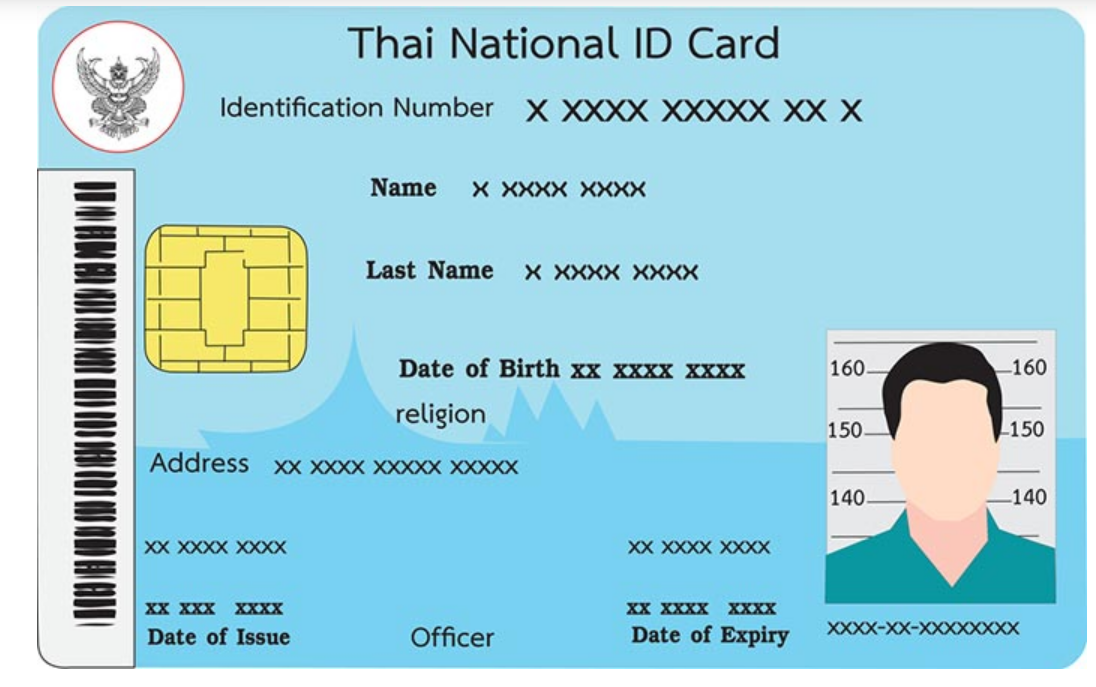 Thai National ID Card
Identification Number X XXXX XXXXX XX X
Name X XXXX XXXX
Last Name X XXXX XXXX
Date of Birth XX XXXX XXXX
religion
Address XX XXXX XXXXX XXXXX
XX XXXX XXXX
XX XXX XXXX
Date of Issue
Officer
XX XXXX XXXX
XX XXXX XXXX
Date of Expiry
160 160
150 150
140 140
XXXX-XX-XXXXXXXX